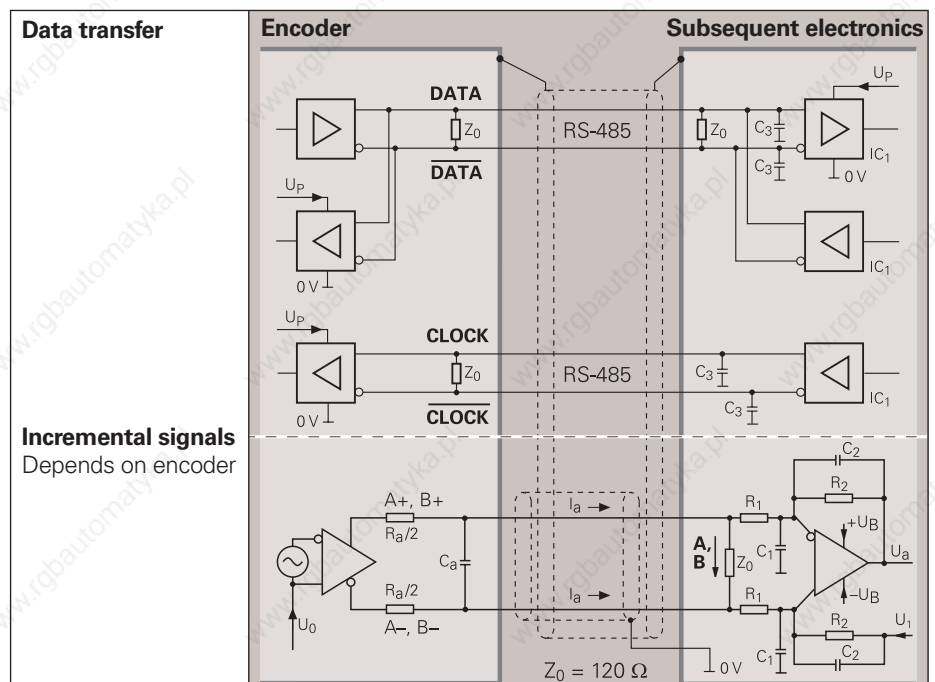 Data transfer
Encoder
Subsequent electronics
DATA
Z0
RS-485
Z0
C3
UP
IC1
DATA
C3
0 V
UP
0 V
IC1
UP
CLOCK
Z0
RS-485
C3
CLOCK
C3
0 V
IC1
Incremental signals
Depends on encoder
C2
R2
A+, B+
Ra/2
Ia
R1
+UB
Ua
Ca
A,
B
Z0
C1
Ra/2
A–, B–
Ia
R1
–UB
U0
R2
U1
C1
C2
Z0 = 120 Ω
0 V
www.rgbautomatyka.pl